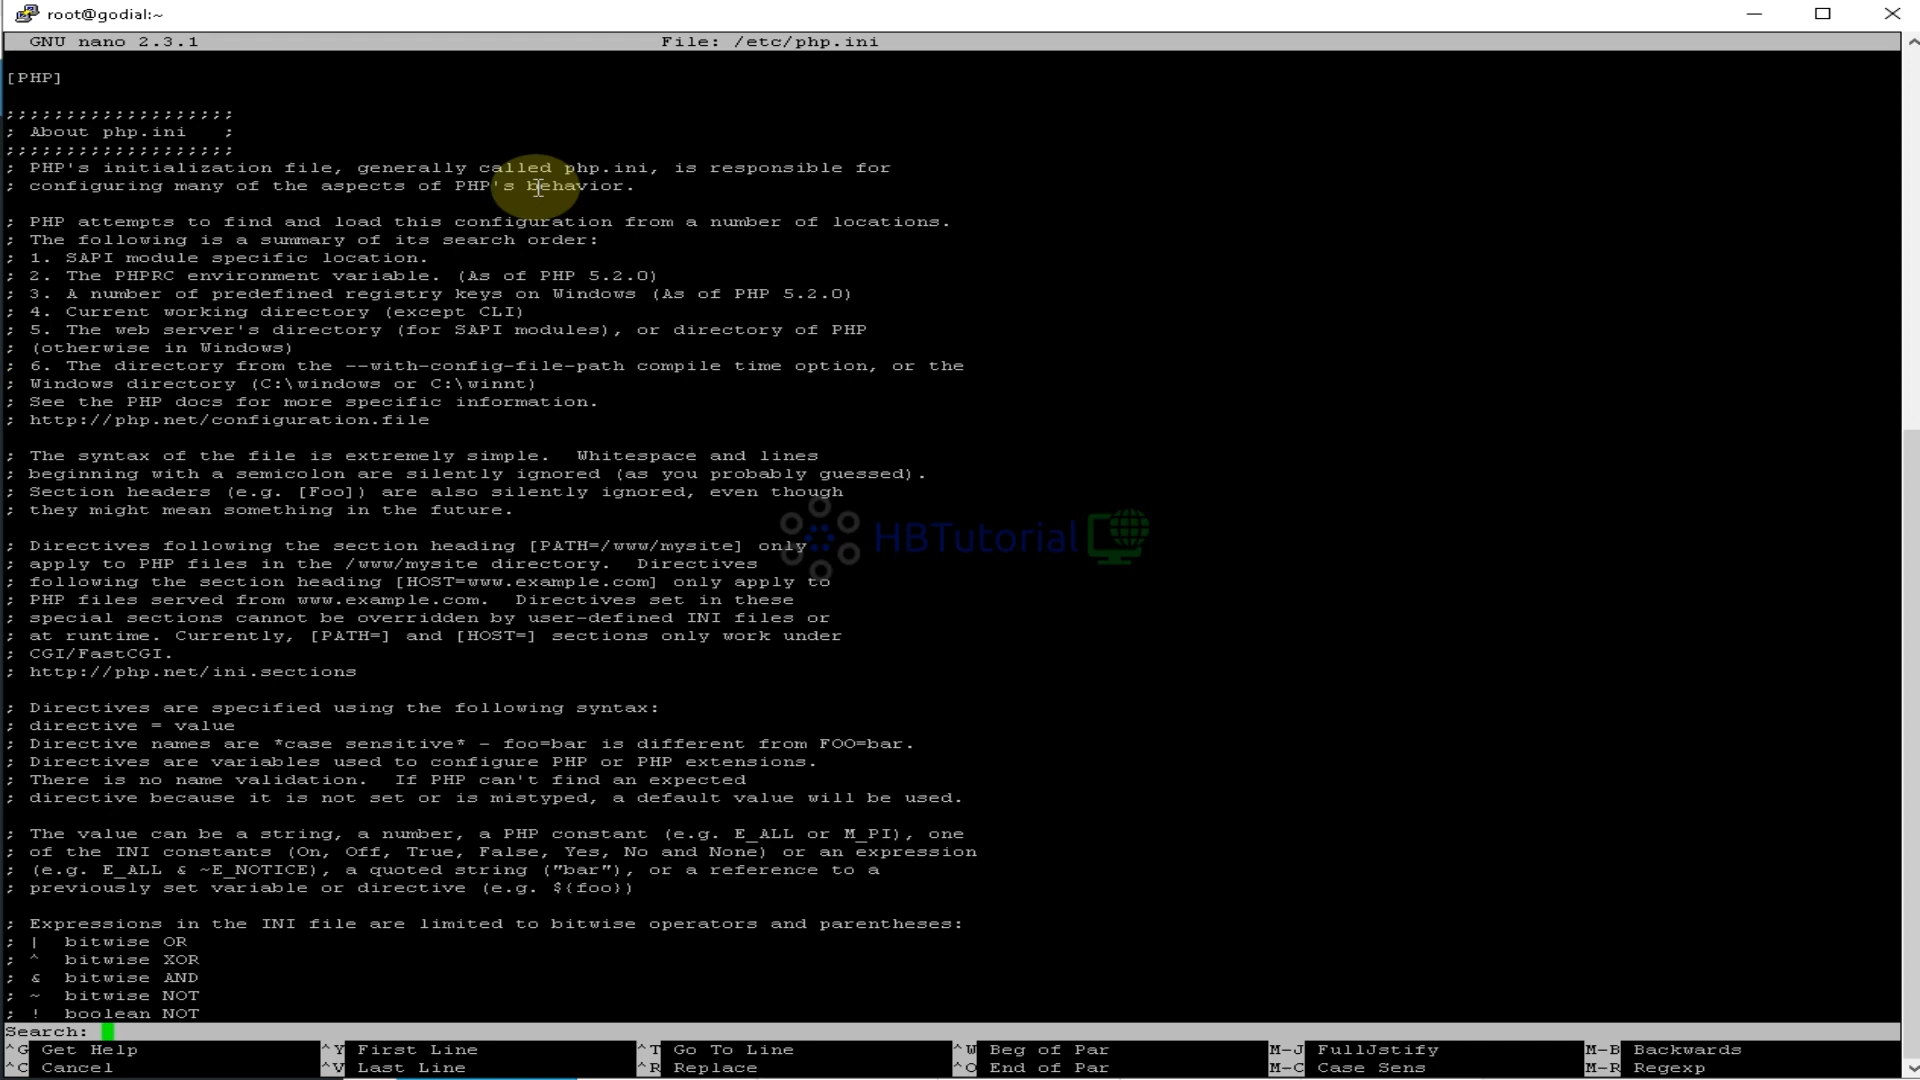 root@godial:~
GNU nano 2.3.1 File: /etc/php.ini
[PHP]
;;;;;;;;;;;;;;;;;;;
; About php.ini   ;
;;;;;;;;;;;;;;;;;;;
; PHP's initialization file, generally called php.ini, is responsible for
; configuring many of the aspects of PHP's behavior.
; PHP attempts to find and load this configuration from a number of locations.
; The following is a summary of its search order:
; 1. SAPI module specific location.
; 2. The PHPRC environment variable. (As of PHP 5.2.0)
; 3. A number of predefined registry keys on Windows (As of PHP 5.2.0)
; 4. Current working directory (except CLI)
; 5. The web server's directory (for SAPI modules), or directory of PHP
; (otherwise in Windows)
; 6. The directory from the --with-config-file-path compile time option, or the
; Windows directory (C:\windows or C:\winnt)
; See the PHP docs for more specific information.
; http://php.net/configuration.file
; The syntax of the file is extremely simple.  Whitespace and lines
; beginning with a semicolon are silently ignored (as you probably guessed).
; Section headers (e.g. [Foo]) are also silently ignored, even though
; they might mean something in the future.
HBTutorial
; Directives following the section heading [PATH=/www/mysite] only
; apply to PHP files in the /www/mysite directory.  Directives
; following the section heading [HOST=www.example.com] only apply to
; PHP files served from www.example.com.  Directives set in these
; special sections cannot be overridden by user-defined INI files or
; at runtime. Currently, [PATH=] and [HOST=] sections only work under
; CGI/FastCGI.
; http://php.net/ini.sections
; Directives are specified using the following syntax:
; directive = value
; Directive names are *case sensitive* - foo=bar is different from FOO=bar.
; Directives are variables used to configure PHP or PHP extensions.
; There is no name validation.  If PHP can't find an expected
; directive because it is not set or is mistyped, a default value will be used.
; The value can be a string, a number, a PHP constant (e.g. E_ALL or M_PI), one
; of the INI constants (On, Off, True, False, Yes, No and None) or an expression
; (e.g. E_ALL & ~E_NOTICE), a quoted string ("bar"), or a reference to a
; previously set variable or directive (e.g. ${foo})
; Expressions in the INI file are limited to bitwise operators and parentheses:
; |  bitwise OR
; ^  bitwise XOR
; &  bitwise AND
; ~  bitwise NOT
; !  boolean NOT
Search:
^G Get Help ^Y First Line ^T Go To Line ^W Beg of Par M-J FullJstify M-B Backwards
^C Cancel ^V Last Line ^R Replace ^O End of Par M-C Case Sens M-R Regexp